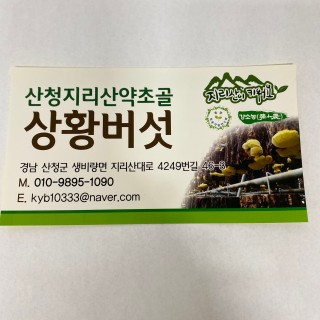 산청지리산약초골
상황버섯
경남 산청군 생비량면 지리산대로 4249번길 46-9
M. 010-9895-1090
E. kyb10333@naver.com